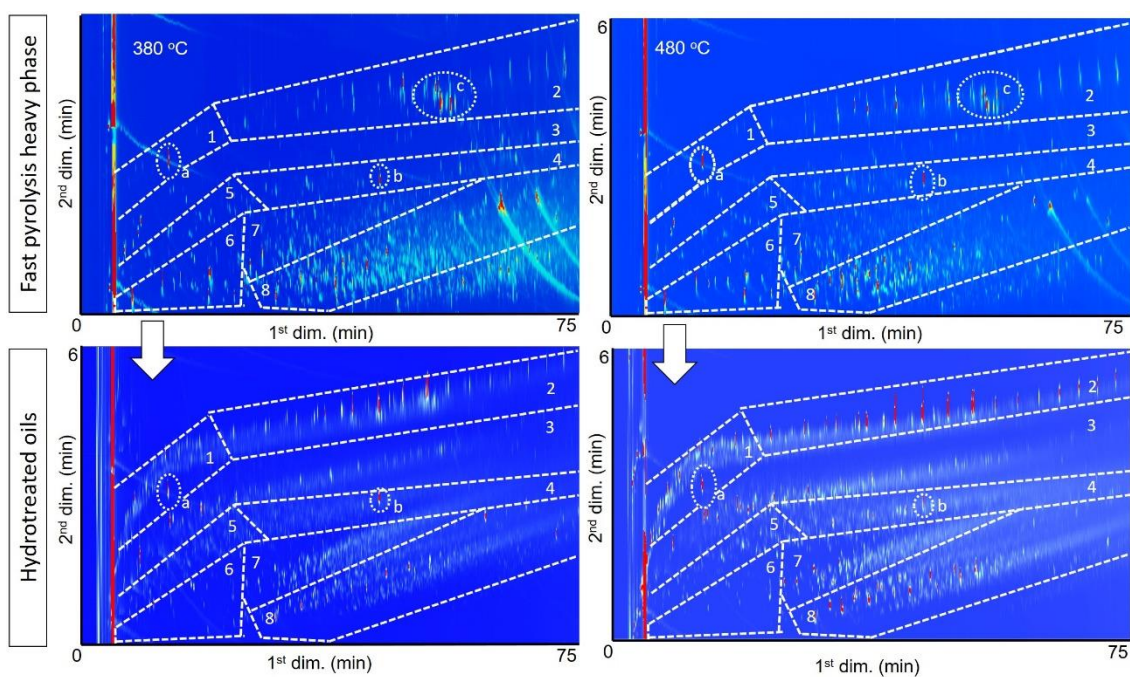 Fast pyrolysis heavy phase
380 °C
c
2
1
3
4
a
5
b
6
7
8
2nd dim. (min)
0
1st dim. (min)
75
6
480 °C
c
2
1
3
4
a
5
b
6
7
8
2nd dim. (min)
0
1st dim. (min)
75
Hydrotreated oils
6
2
1
3
4
a
5
b
6
7
8
2nd dim. (min)
0
1st dim. (min)
75
6
2
1
3
4
a
5
b
6
7
8
2nd dim. (min)
0
1st dim. (min)
75